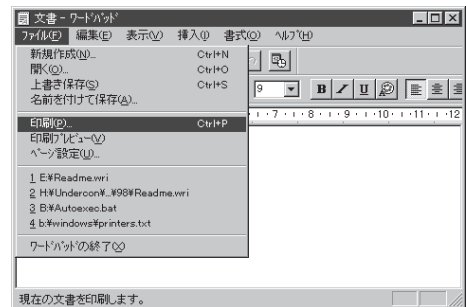 文書 - ワードパッド
ファイル(F) 編集(E) 表示(V) 挿入(I) 書式(O) ヘルプ(H)
新規作成(N)... Ctrl+N
開く(O)... Ctrl+O
上書き保存(S) Ctrl+S
名前を付けて保存(A)...
9 B I U
印刷(P)... Ctrl+P
7 8 9 10 11 12
印刷プレビュー(V)
ページ設定(U)...
1 E:¥Readme.wri
2 H:¥Undercon¥...¥98¥Readme.wri
3 B:¥Autoexec.bat
4 b:¥windows¥printers.txt
ワードパッドの終了(X)
現在の文書を印刷します。